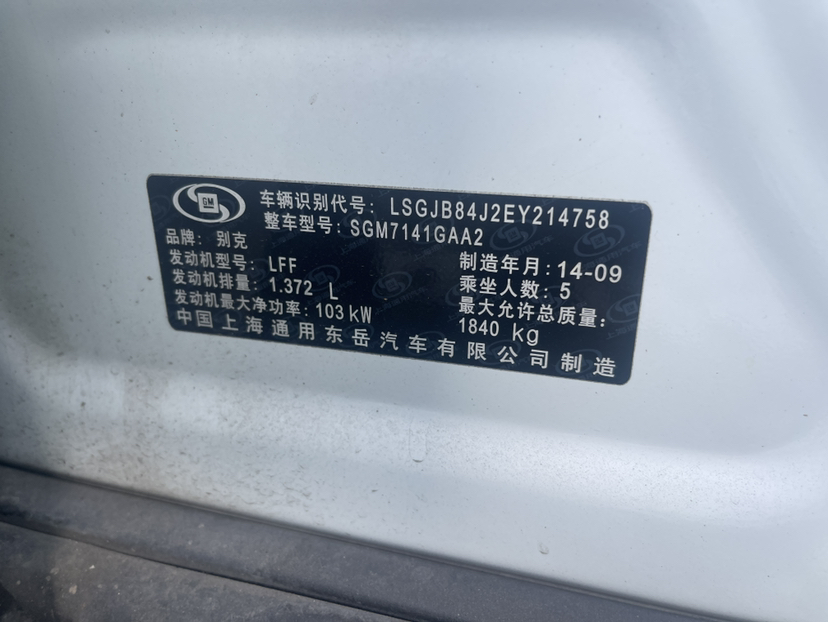 GM
车辆识别代号: LSGJB84J2EY214758
整车型号: SGM7141GAA2
品牌: 别克
发动机型号: LFF
制造年月: 14-09
发动机排量: 1.372 L
乘坐人数: 5
发动机最大净功率: 103kW
最大允许总质量:
1840 kg
中国上海通用东岳汽车有限公司制造